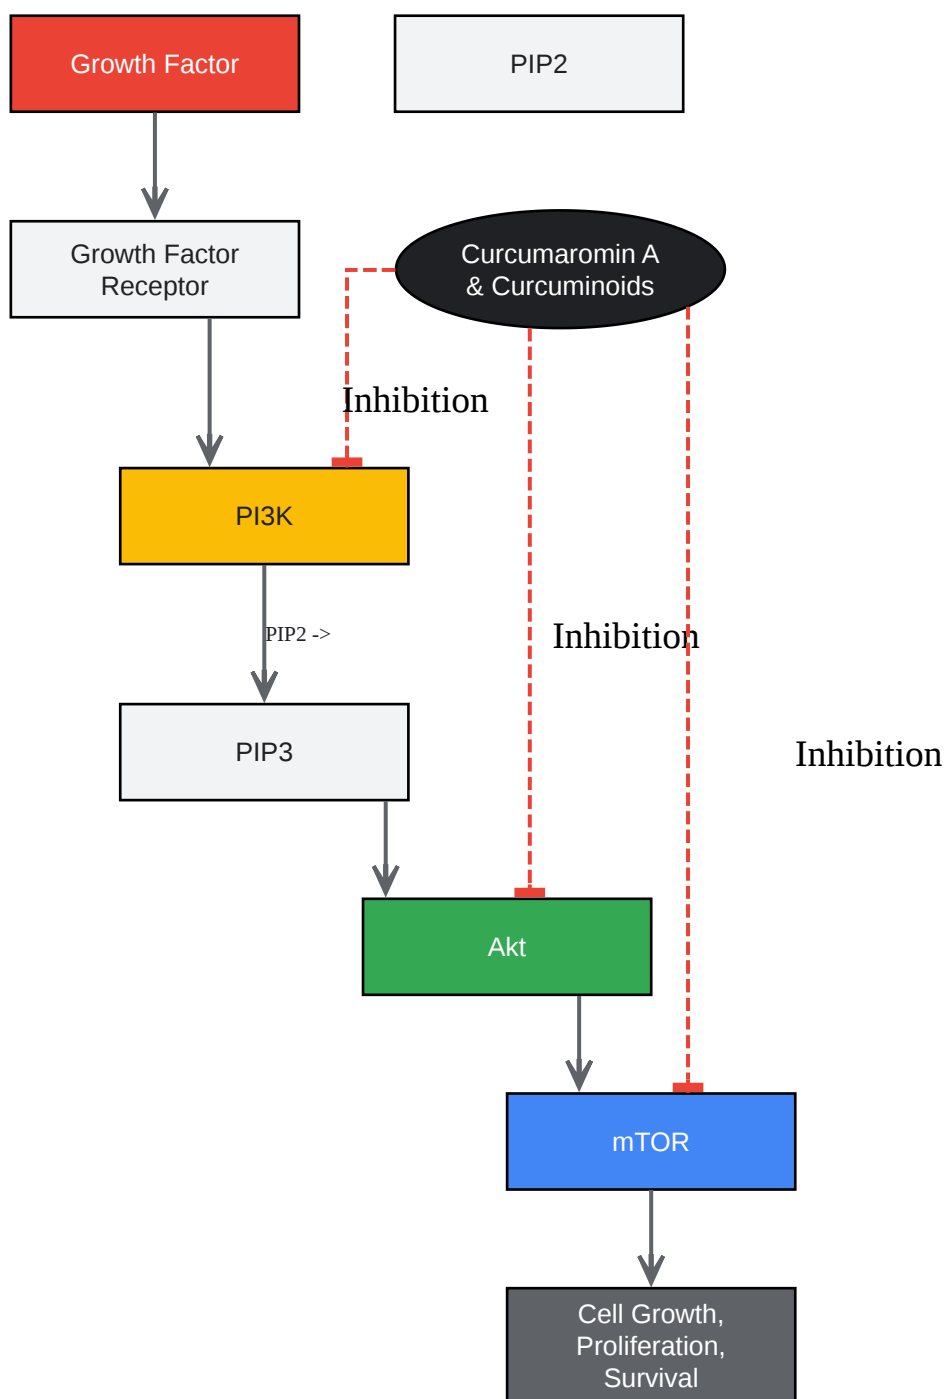 Growth Factor
PIP2
Growth Factor
Receptor
Curcumaromin A
& Curcuminoids
Inhibition
PI3K
PIP2 ->
Inhibition
PIP3
Inhibition
Akt
mTOR
Cell Growth,
Proliferation,
Survival